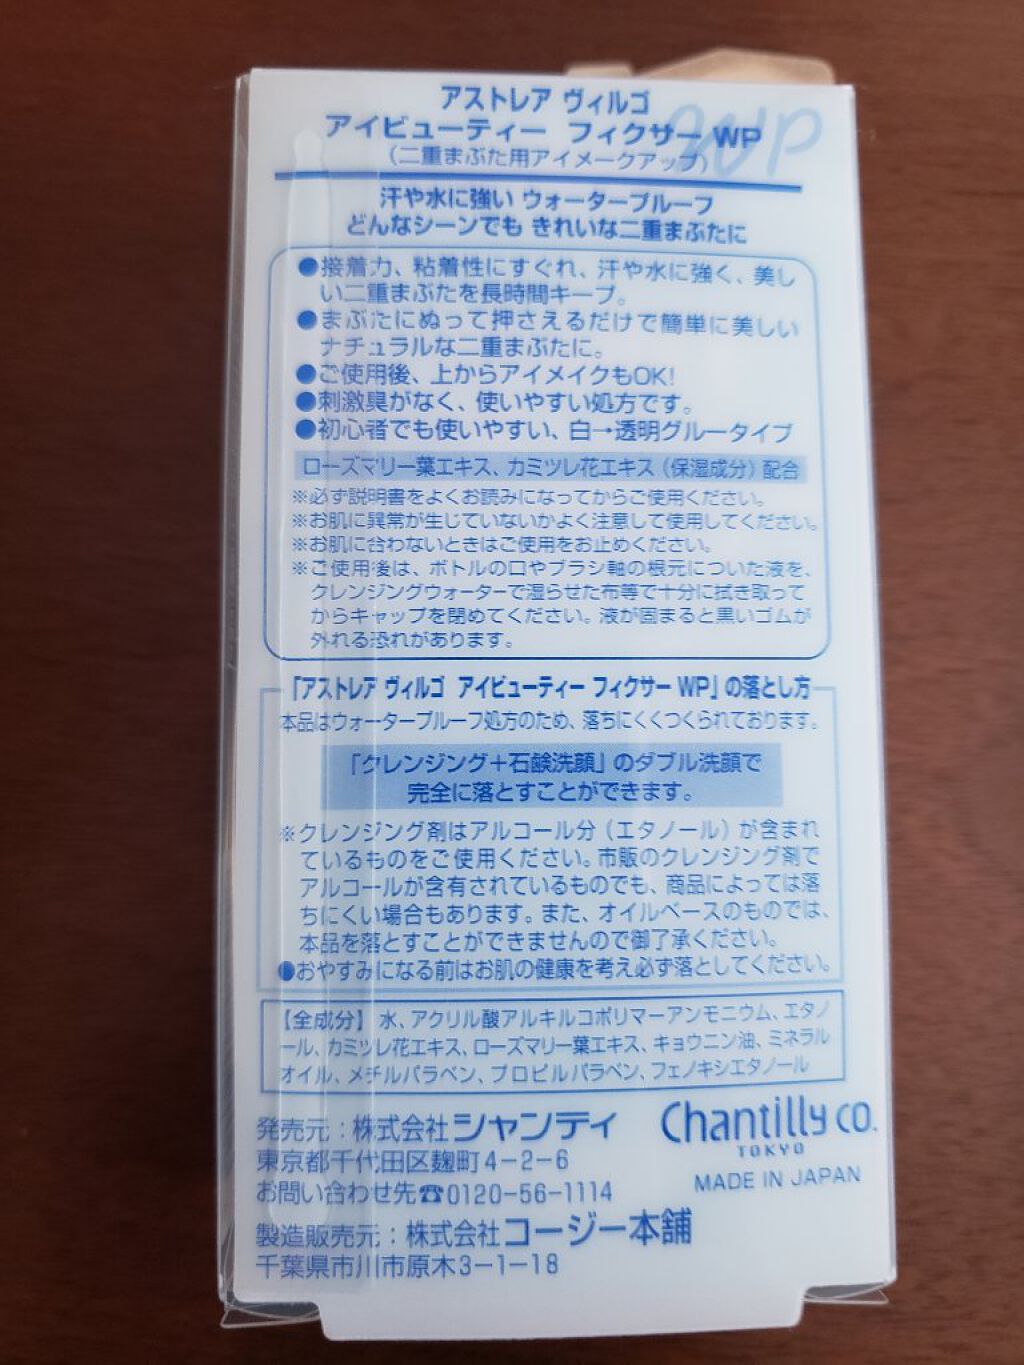 アストレア ヴィルゴ
アイビューティー フィクサー WP
(二重まぶた用アイメークアップ)
WP
汗や水に強い ウォータープルーフ
どんなシーンでも きれいな二重まぶたに
●接着力、粘着性にすぐれ、汗や水に強く、美し
い二重まぶたを長時間キープ。
●まぶたにぬって押さえるだけで簡単に美しい
ナチュラルな二重まぶたに。
●ご使用後、上からアイメイクもOK!
●刺激臭がなく、使いやすい処方です。
●初心者でも使いやすい、白→透明グルータイプ
ローズマリー葉エキス、カミツレ花エキス(保湿成分)配合
※必ず説明書をよくお読みになってからご使用ください。
※お肌に異常が生じていないかよく注意して使用してください。
※お肌に合わないときはご使用をお止めください。
※ご使用後は、ボトルの口やブラシ軸の根元についた液を、
クレンジングウォーターで湿らせた布等で十分に拭き取って
からキャップを閉めてください。液が固まると黒いゴムが
外れる恐れがあります。
「アストレア ヴィルゴ アイビューティー フィクサー WP」の落とし方
本品はウォータープルーフ処方のため、落ちにくくつくられております。
「クレンジング+石鹸洗顔」のダブル洗顔で
完全に落とすことができます。
※クレンジング剤はアルコール分(エタノール)が含まれ
ているものをご使用ください。市販のクレンジング剤で
アルコールが含有されているものでも、商品によっては落
ちにくい場合もあります。また、オイルベースのものでは、
本品を落とすことができませんので御了承ください。
●おやすみになる前はお肌の健康を考え必ず落としてください。
【全成分】水、アクリル酸アルキルコポリマーアンモニウム、エタノ
ール、カミツレ花エキス、ローズマリー葉エキス、キョウニン油、ミネラル
オイル、メチルパラベン、プロピルパラベン、フェノキシエタノール
発売元:株式会社シャンティ
東京都千代田区麹町4-2-6
お問い合わせ先☎0120-56-1114
Chantilly CO.
TOKYO
MADE IN JAPAN
製造販売元:株式会社コージー本舗
千葉県市川市原木3-1-18